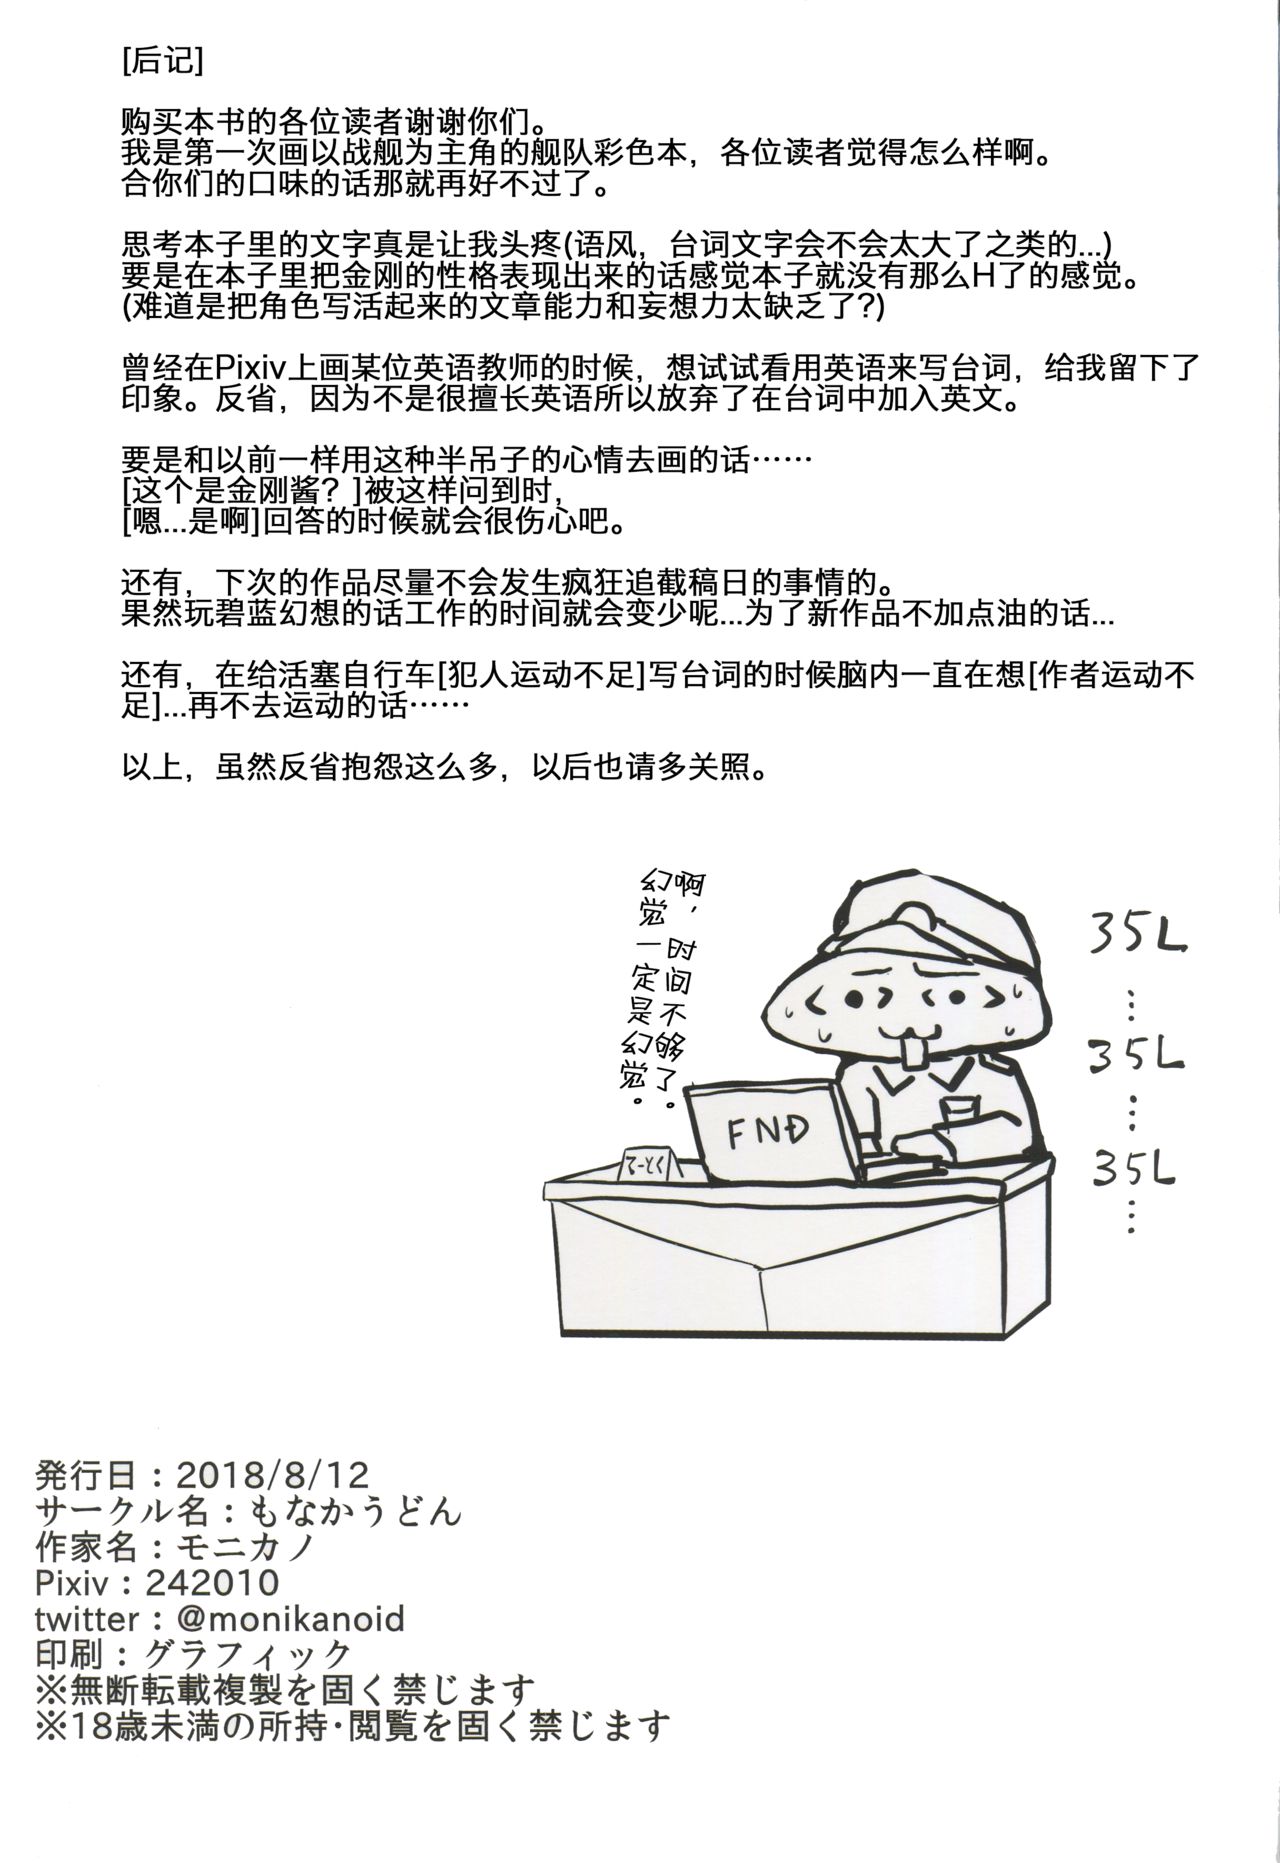 [后记]
购买本书的各位读者谢谢你们。
我是第一次画以战舰为主角的舰队彩色本，各位读者觉得怎么样啊。
合你们的口味的话那就再好不过了。
思考本子里的文字真是让我头疼(语风，台词文字会不会太大了之类的...)
要是在本子里把金刚的性格表现出来的话感觉本子就没有那么H了的感觉。
(难道是把角色写活起来的文章能力和妄想力太缺乏了?)
曾经在Pixiv上画某位英语教师的时候，想试试看用英语来写台词，给我留下了
印象。反省，因为不是很擅长英语所以放弃了在台词中加入英文。
要是和以前一样用这种半吊子的心情去画的话……
[这个是金刚酱？]被这样问到时，
[嗯...是啊]回答的时候就会很伤心吧。
还有，下次的作品尽量不会发生疯狂追截稿日的事情的。
果然玩碧蓝幻想的话工作的时间就会变少呢...为了新作品不加点油的话...
还有，在给活塞自行车[犯人运动不足]写台词的时候脑内一直在想[作者运动不
足]...再不去运动的话……
以上，虽然反省抱怨这么多，以后也请多关照。
啊，时间不够了。
幻觉一定是幻觉。
35L
…
35L
…
35L
…
FND
てーとく
発行日：2018/8/12
サークル名：もなかうどん
作家名：モニカノ
Pixiv：242010
twitter：@monikanoid
印刷：グラフィック
※無断転載複製を固く禁じます
※18歳未満の所持･閲覧を固く禁じます